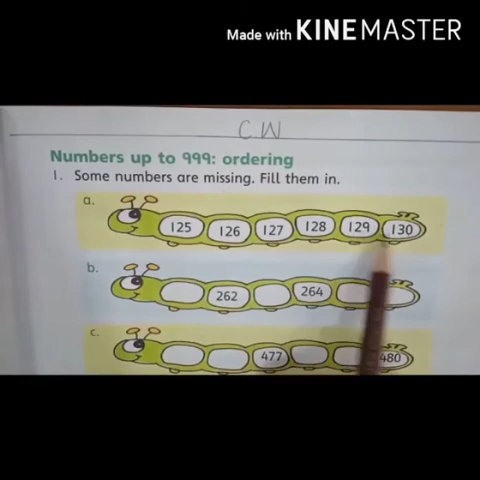 Made with KINEMASTER
C.W
Numbers up to 999: ordering
1. Some numbers are missing. Fill them in.
a.
125 126 127 128 129 130
b.
262 264
c.
477 480